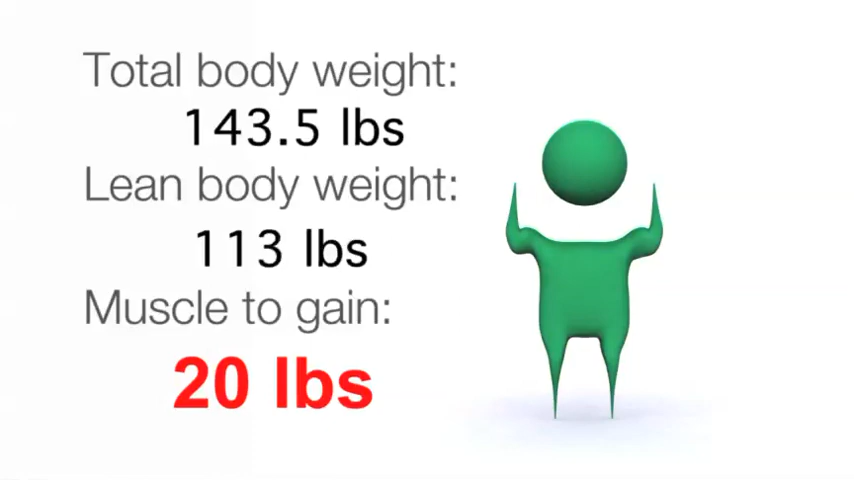 Total body weight:
143.5 lbs
Lean body weight:
113 lbs
Muscle to gain:
20 lbs